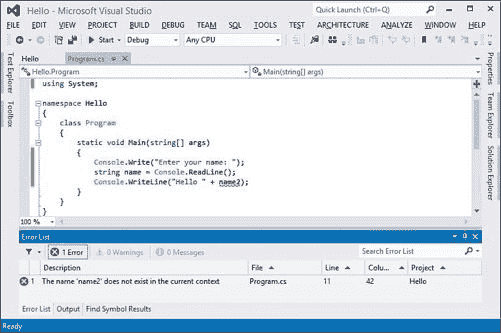 Hello - Microsoft Visual Studio
Quick Launch (Ctrl+Q)
FILE EDIT VIEW PROJECT BUILD DEBUG TEAM SQL TOOLS TEST ARCHITECTURE ANALYZE WINDOW HELP
Start Debug Any CPU
Test Explorer
Toolbox
Hello Program.cs
Hello.Program Main(string[] args)
using System;
namespace Hello
{
class Program
{
static void Main(string[] args)
{
Console.Write("Enter your name: ");
string name = Console.ReadLine();
Console.WriteLine("Hello " + name2);
}
}
}
100 %
Properties
Team Explorer
Solution Explorer
Error List
1 Error 0 Warnings 0 Messages Search Error List
Description File Line Colu... Project
1 The name 'name2' does not exist in the current context Program.cs 11 42 Hello
Error List Output Find Symbol Results
Ready